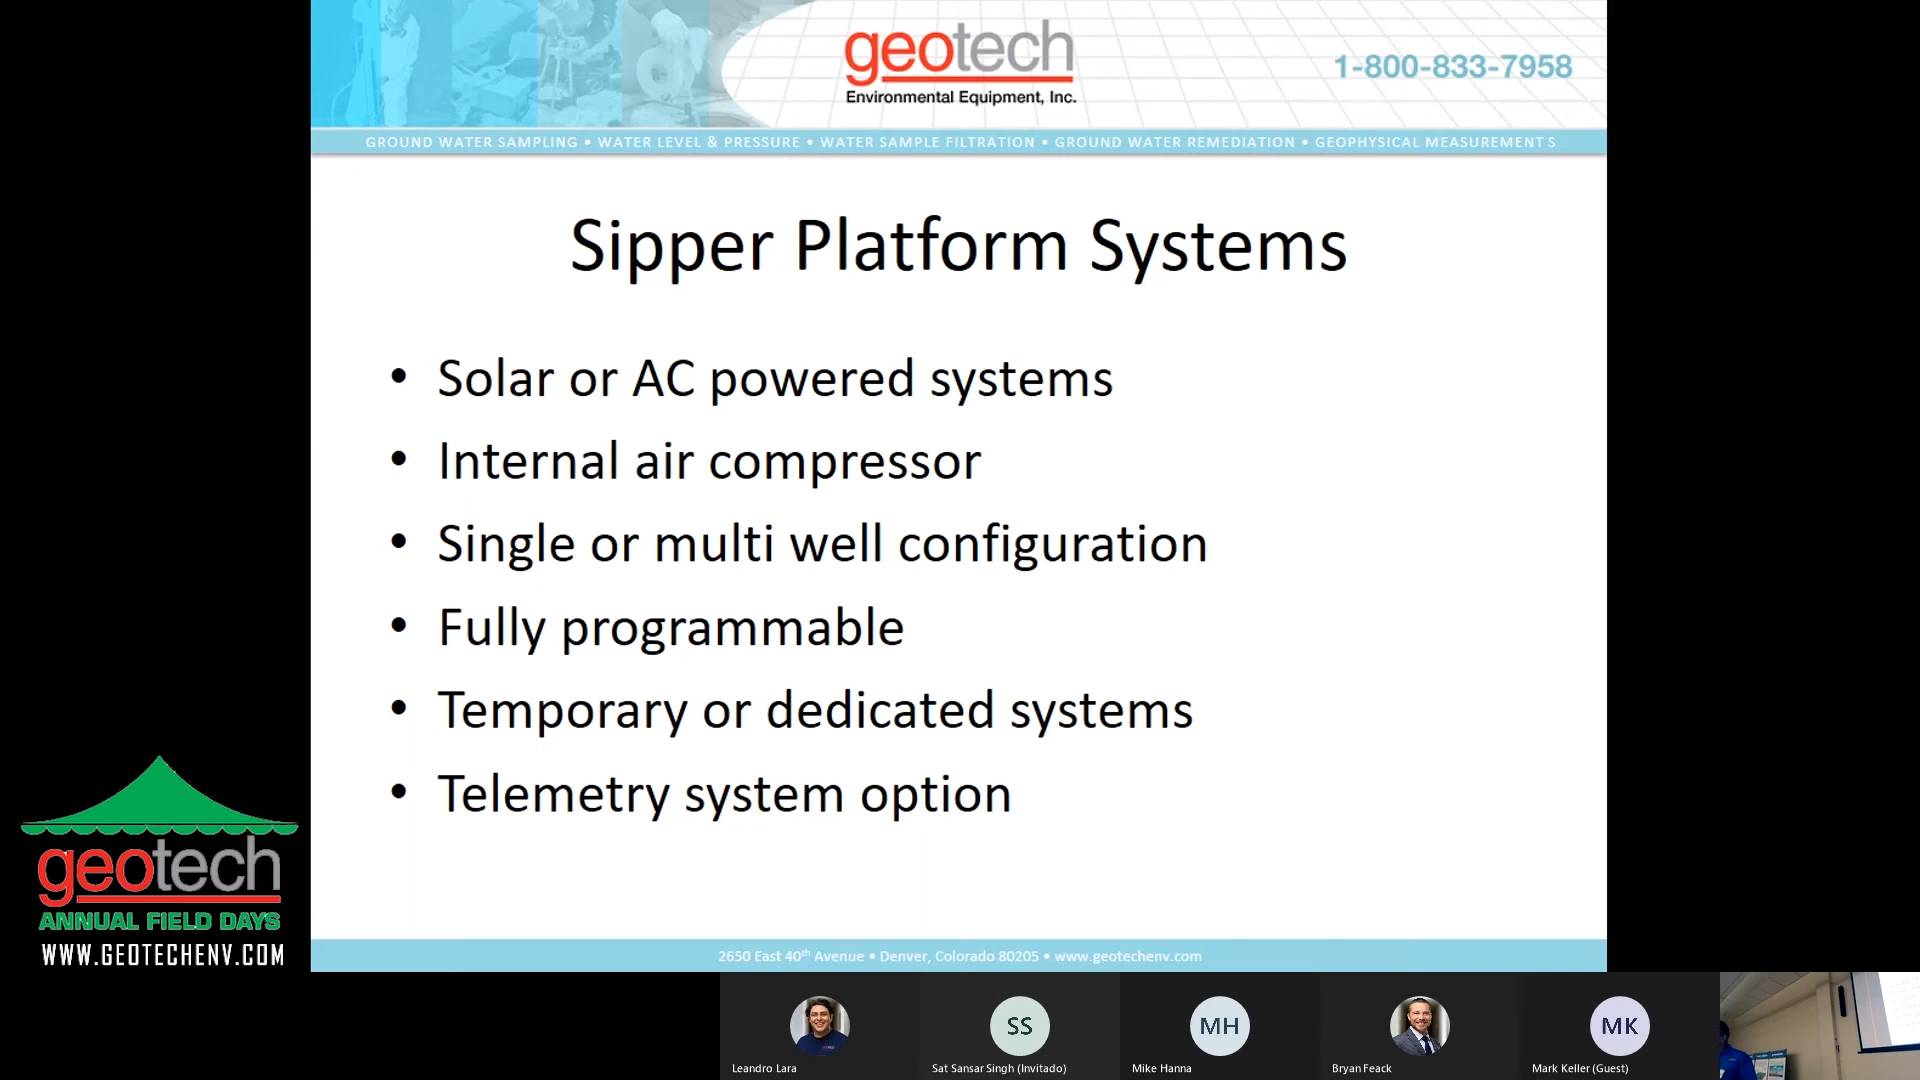 geotech
Environmental Equipment, Inc.
1-800-833-7958
GROUND WATER SAMPLING • WATER LEVEL & PRESSURE • WATER SAMPLE FILTRATION • GROUND WATER REMEDIATION • GEOPHYSICAL MEASUREMENTS
Sipper Platform Systems
• Solar or AC powered systems
• Internal air compressor
• Single or multi well configuration
• Fully programmable
• Temporary or dedicated systems
• Telemetry system option
geotech
ANNUAL FIELD DAYS
WWW.GEOTECHENV.COM
2650 East 40th Avenue • Denver, Colorado 80205 • www.geotechenv.com
SS
MH
MK
Leandro Lara
Sat Sansar Singh (Invitado)
Mike Hanna
Bryan Feack
Mark Keller (Guest)